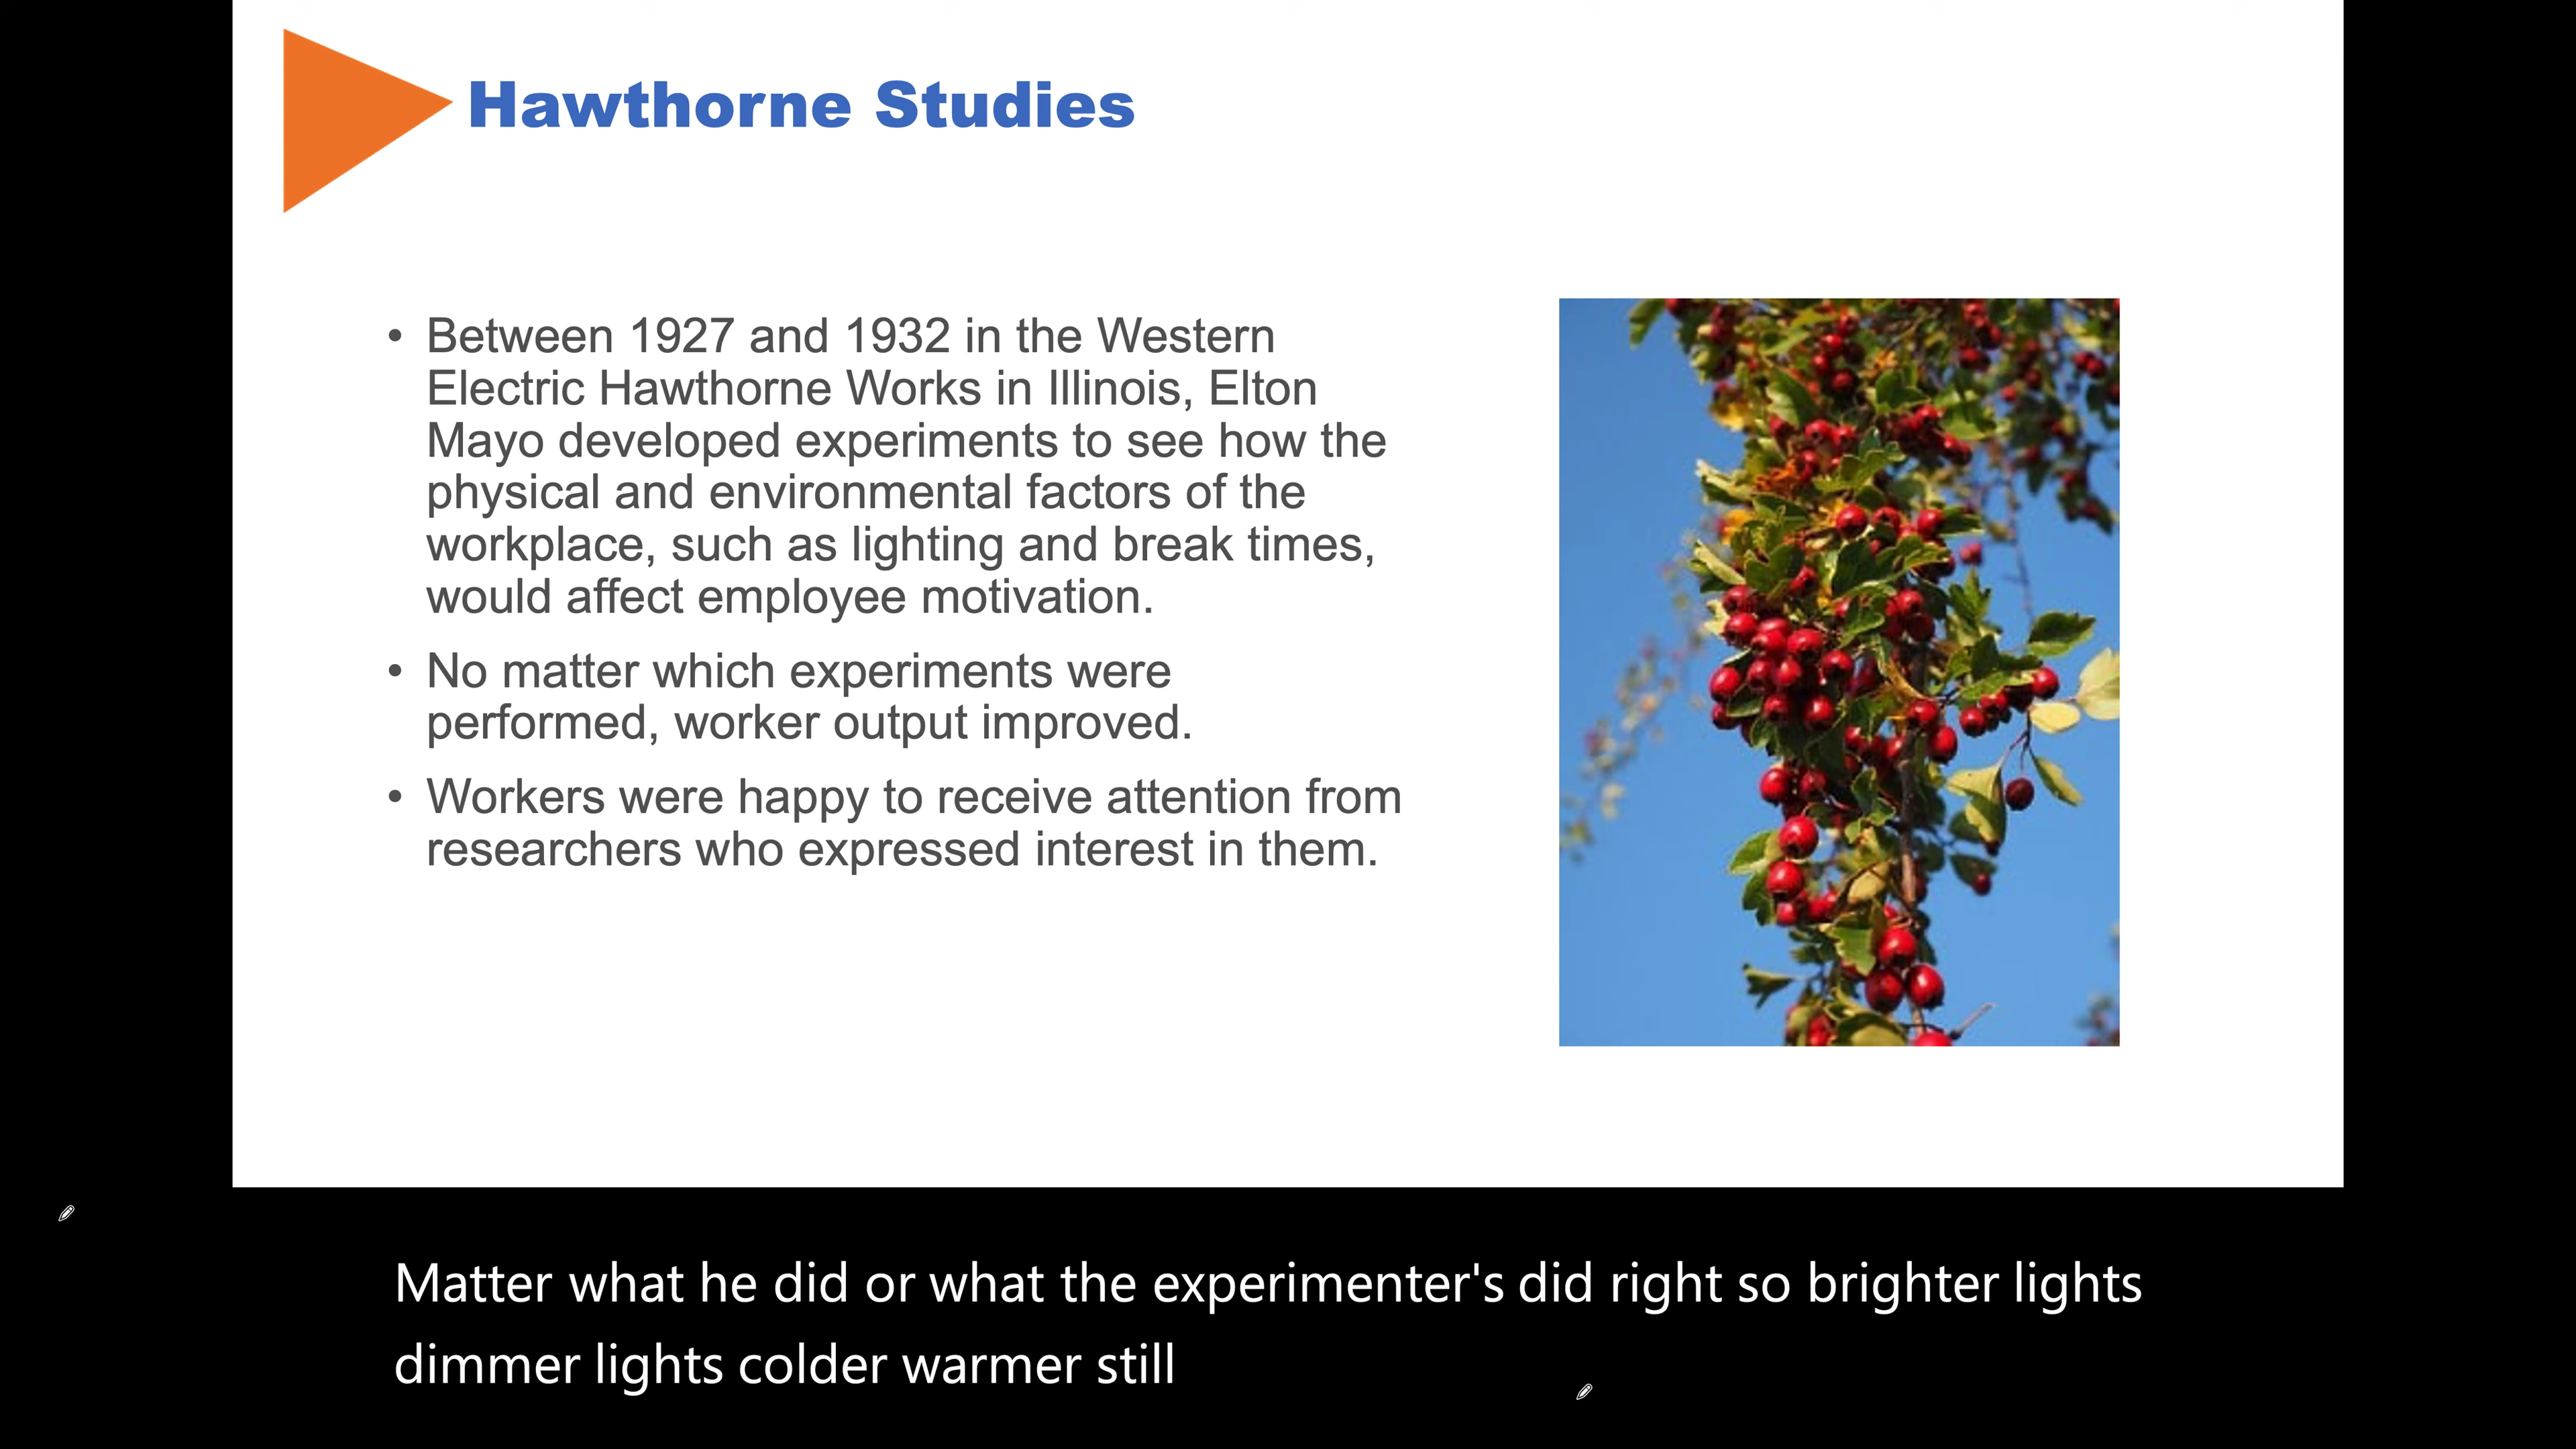 Hawthorne Studies
• Between 1927 and 1932 in the Western
Electric Hawthorne Works in Illinois, Elton
Mayo developed experiments to see how the
physical and environmental factors of the
workplace, such as lighting and break times,
would affect employee motivation.
• No matter which experiments were
performed, worker output improved.
• Workers were happy to receive attention from
researchers who expressed interest in them.
Matter what he did or what the experimenter's did right so brighter lights
dimmer lights colder warmer still